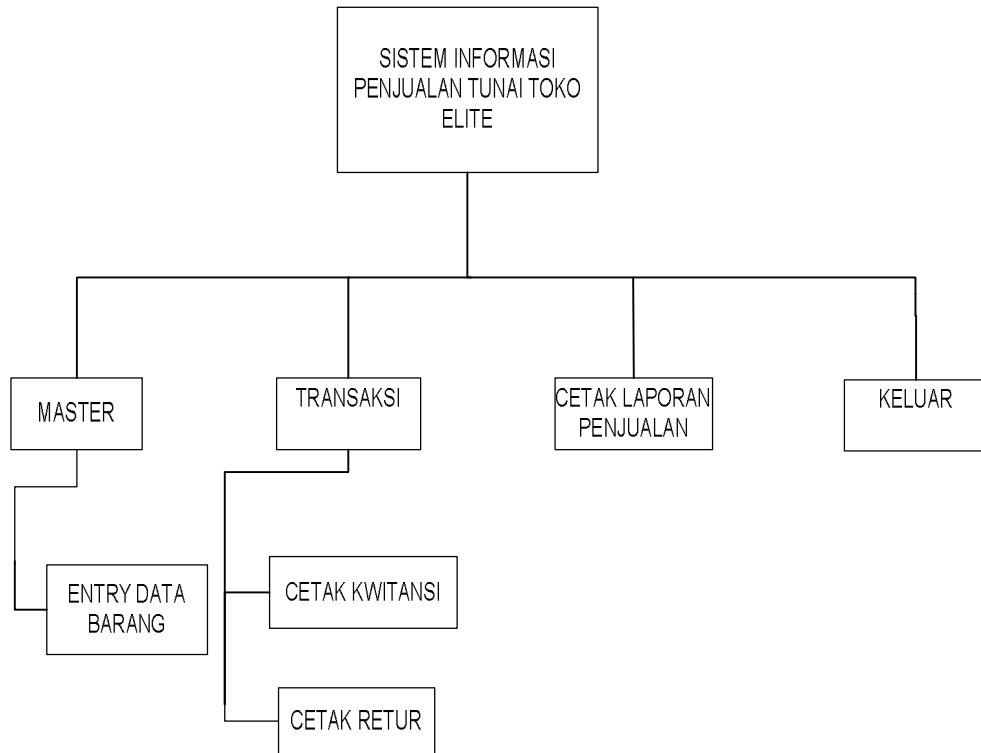 SISTEM INFORMASI
PENJUALAN TUNAI TOKO
ELITE
MASTER
TRANSAKSI
CETAK LAPORAN
PENJUALAN
KELUAR
ENTRY DATA
BARANG
CETAK KWITANSI
CETAK RETUR